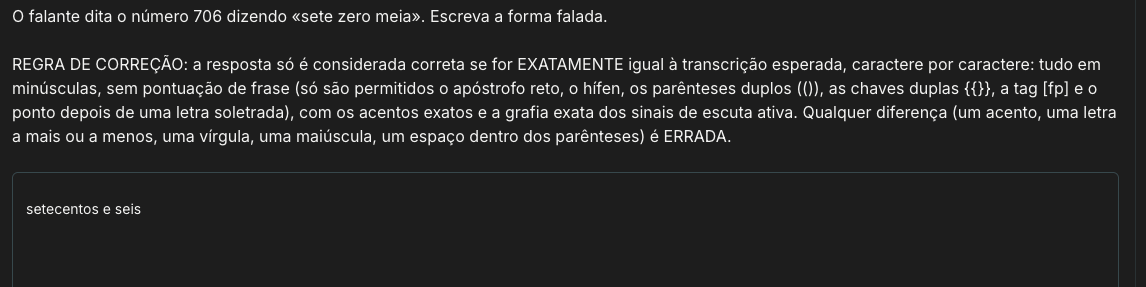 O falante dita o número 706 dizendo «sete zero meia». Escreva a forma falada.
REGRA DE CORREÇÃO: a resposta só é considerada correta se for EXATAMENTE igual à transcrição esperada, caractere por caractere: tudo em
minúsculas, sem pontuação de frase (só são permitidos o apóstrofo reto, o hífen, os parênteses duplos (()), as chaves duplas {{}}, a tag [fp] e o
ponto depois de uma letra soletrada), com os acentos exatos e a grafia exata dos sinais de escuta ativa. Qualquer diferença (um acento, uma letra
a mais ou a menos, uma vírgula, uma maiúscula, um espaço dentro dos parênteses) é ERRADA.
setecentos e seis